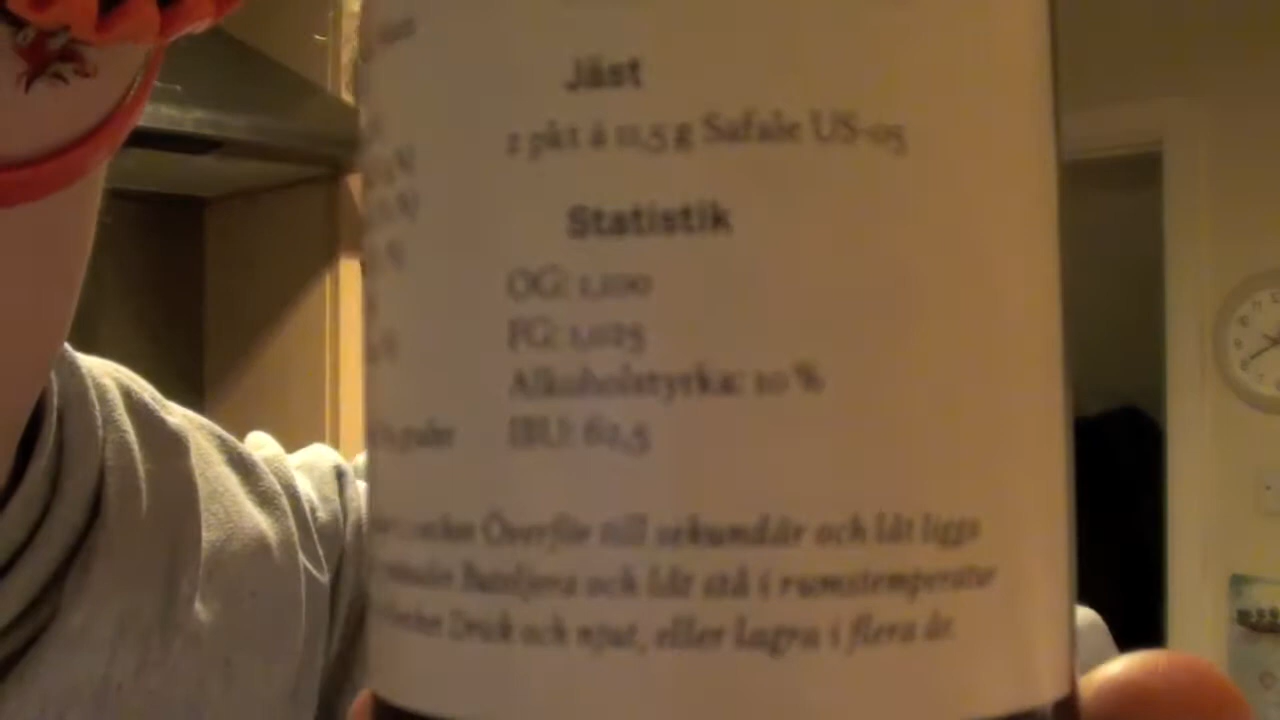 Jäst
2 pkt à 11,5 g Safale US-05
Statistik
OG: 1,100
FG: 1,025
Alkoholstyrka: 10 %
IBU: 62,5
Överför till sekundär och låt ligga
Buteljera och låt stå i rumstemperatur
Drick och njut, eller lagra i flera år.